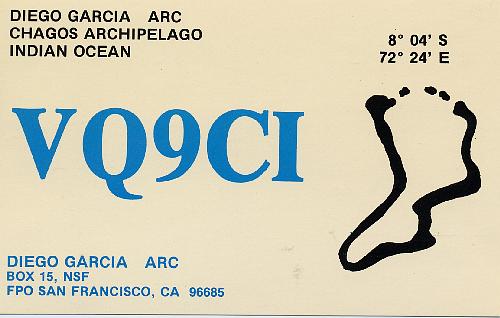 DIEGO GARCIA ARC
CHAGOS ARCHIPELAGO
INDIAN OCEAN
8° 04' S
72° 24' E
VQ9CI
DIEGO GARCIA ARC
BOX 15, NSF
FPO SAN FRANCISCO, CA 96685